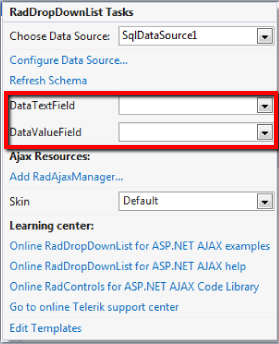 RadDropDownList Tasks
Choose Data Source: SqlDataSource1
Configure Data Source...
Refresh Schema
DataTextField
DataValueField
Ajax Resources:
Add RadAjaxManager...
Skin Default
Learning center:
Online RadDropDownList for ASP.NET AJAX examples
Online RadDropDownList for ASP.NET AJAX help
Online RadControls for ASP.NET AJAX Code Library
Go to online Telerik support center
Edit Templates